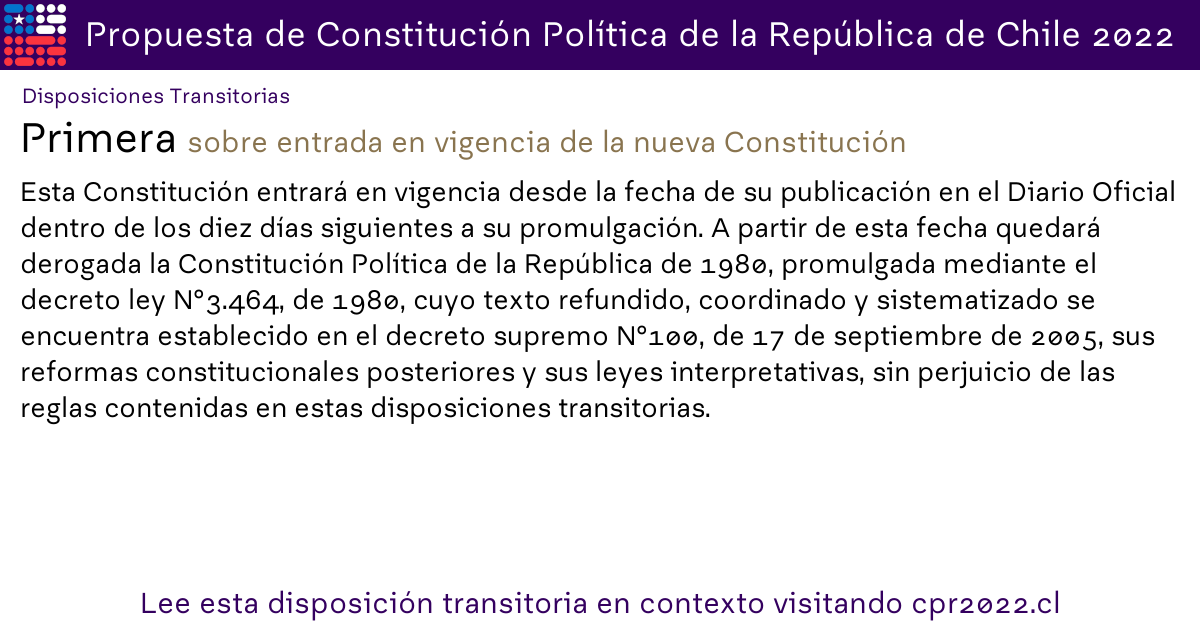 Propuesta de Constitución Política de la República de Chile 2022
Disposiciones Transitorias
Primera sobre entrada en vigencia de la nueva Constitución
Esta Constitución entrará en vigencia desde la fecha de su publicación en el Diario Oficial
dentro de los diez días siguientes a su promulgación. A partir de esta fecha quedará
derogada la Constitución Política de la República de 1980, promulgada mediante el
decreto ley N°3.464, de 1980, cuyo texto refundido, coordinado y sistematizado se
encuentra establecido en el decreto supremo N°100, de 17 de septiembre de 2005, sus
reformas constitucionales posteriores y sus leyes interpretativas, sin perjuicio de las
reglas contenidas en estas disposiciones transitorias.
Lee esta disposición transitoria en contexto visitando cpr2022.cl